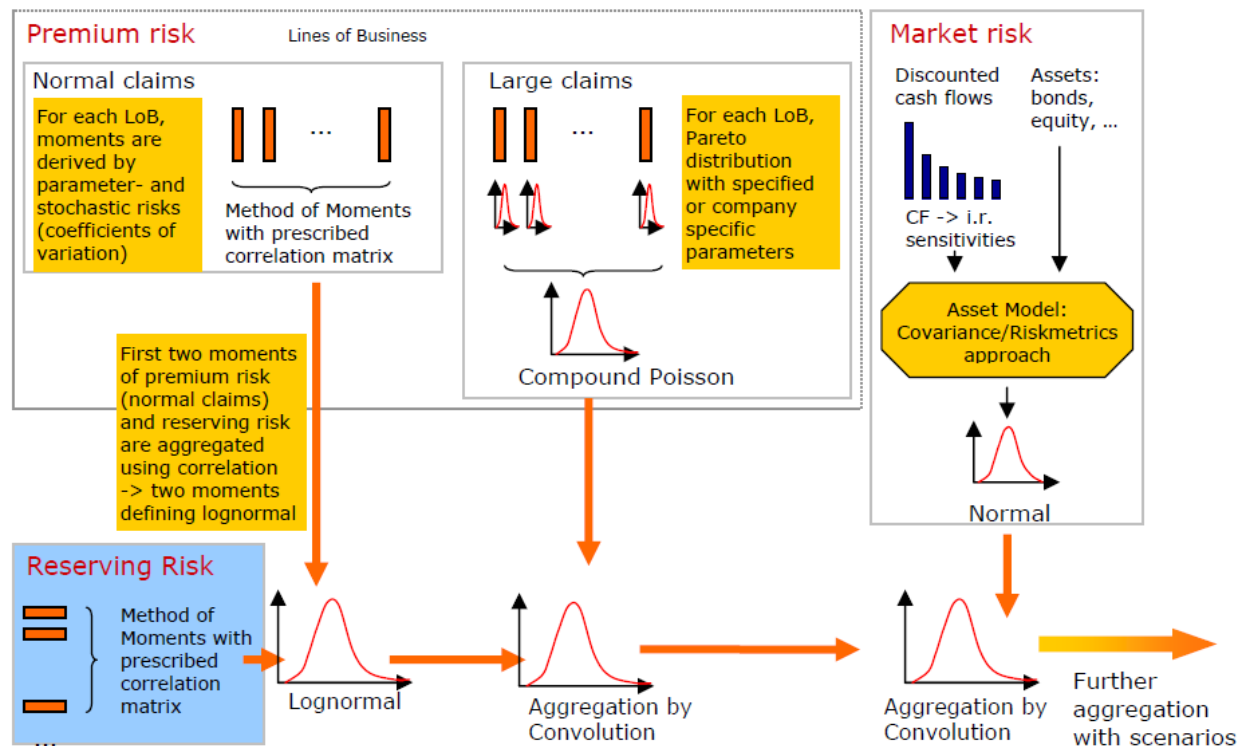 Premium risk
Lines of Business
Normal claims
For each LoB,
moments are
derived by
parameter- and
stochastic risks
(coefficients of
variation)
...
Method of Moments
with prescribed
correlation matrix
Large claims
...
For each LoB,
Pareto
distribution
with specified
or company
specific
parameters
Compound Poisson
Market risk
Discounted
cash flows
Assets:
bonds,
equity, ...
CF -> i.r.
sensitivities
Asset Model:
Covariance/Riskmetrics
approach
Normal
First two moments
of premium risk
(normal claims)
and reserving risk
are aggregated
using correlation
-> two moments
defining lognormal
Reserving Risk
Method of
Moments with
prescribed
correlation
matrix
...
Lognormal
Aggregation by
Convolution
Aggregation by
Convolution
Further
aggregation
with scenarios